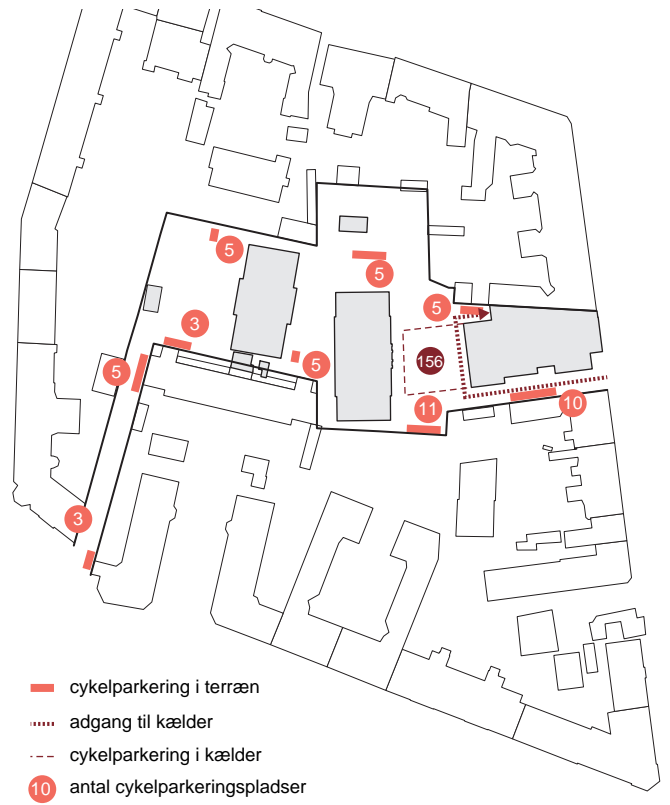 5
5
5
3
156
5
5
11
10
3
cykelparkering i terræn
adgang til kælder
cykelparkering i kælder
10 antal cykelparkeringspladser